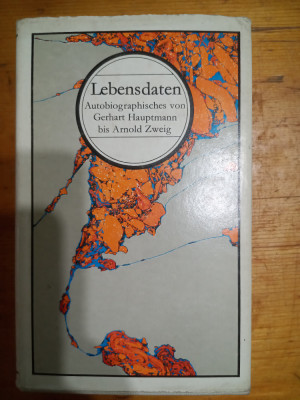 Lebensdaten
Autobiographisches von
Gerhart Hauptmann
bis Arnold Zweig